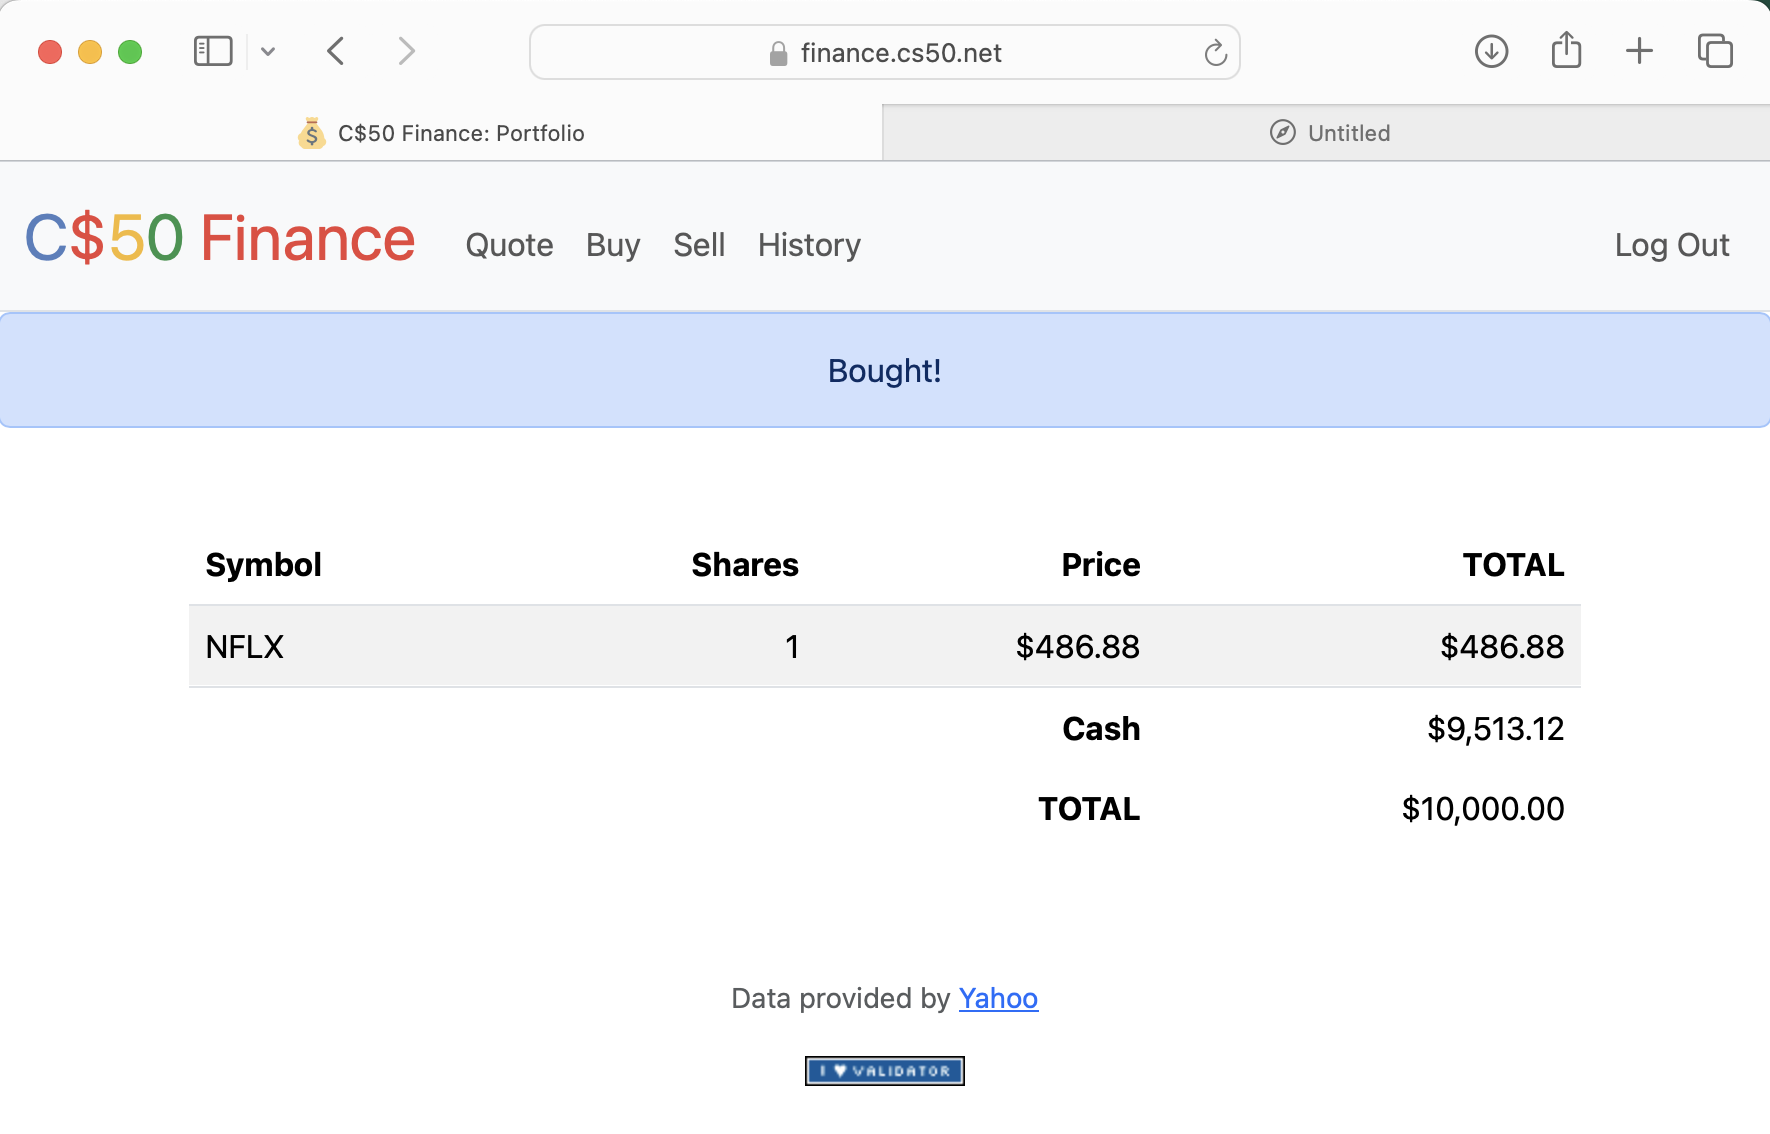 finance.cs50.net
C$50 Finance: Portfolio
Untitled
C$50 Finance Quote Buy Sell History Log Out
Bought!
Symbol Shares Price TOTAL
NFLX 1 $486.88 $486.88
Cash $9,513.12
TOTAL $10,000.00
Data provided by Yahoo
I ♥ VALIDATOR